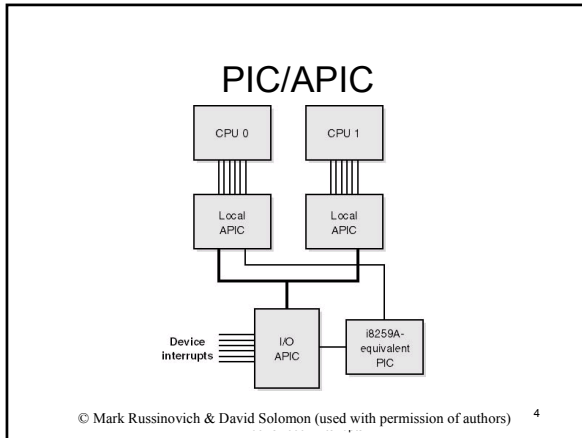 PIC/APIC
CPU 0
CPU 1
Local
APIC
Local
APIC
Device
interrupts
I/O
APIC
i8259A-
equivalent
PIC
© Mark Russinovich & David Solomon (used with permission of authors)
4